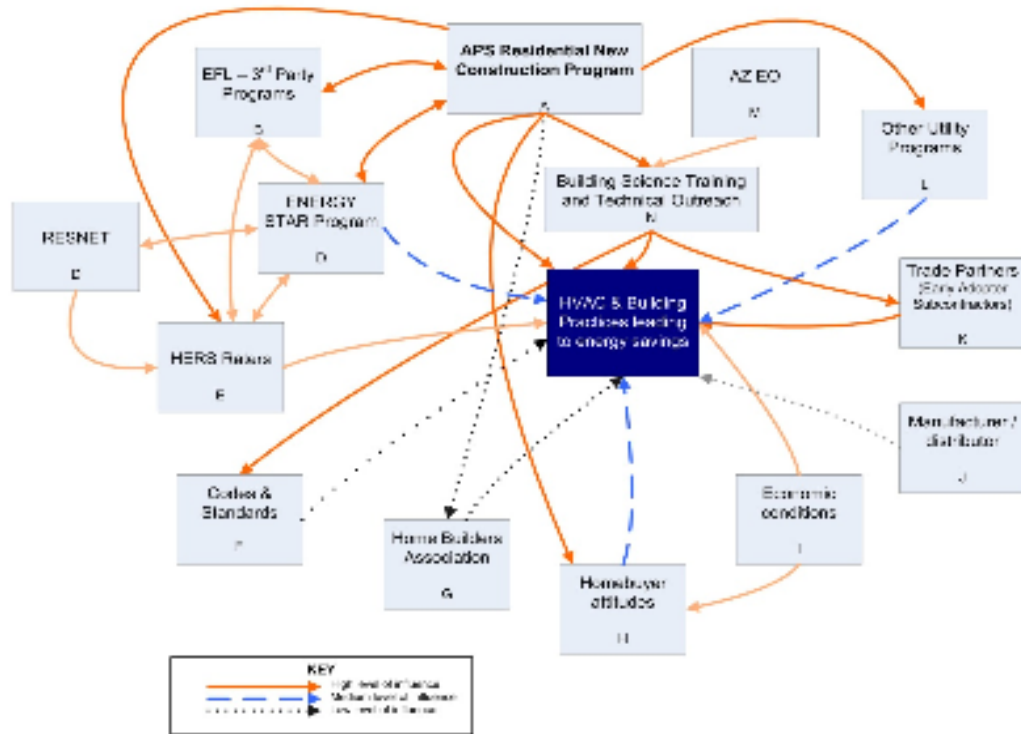 APS Residential New
Construction Program
A
EFL – 3rd Party
Programs
AZ EO
M
Other Utility
Programs
L
Building Science Training
and Technical Outreach
N
ENERGY
STAR Program
D
RESNET
HVAC & Building
Practices leading
to energy savings
Trade Partners
(Early Adopter
Subcontractors)
K
HERS Raters
E
Manufacturer /
distributor
J
Codes &
Standards
F
Economic
conditions
I
Home Builders
Association
G
Homebuyer
attitudes
H
KEY
High level of influence
Medium level of influence
Low level of influence